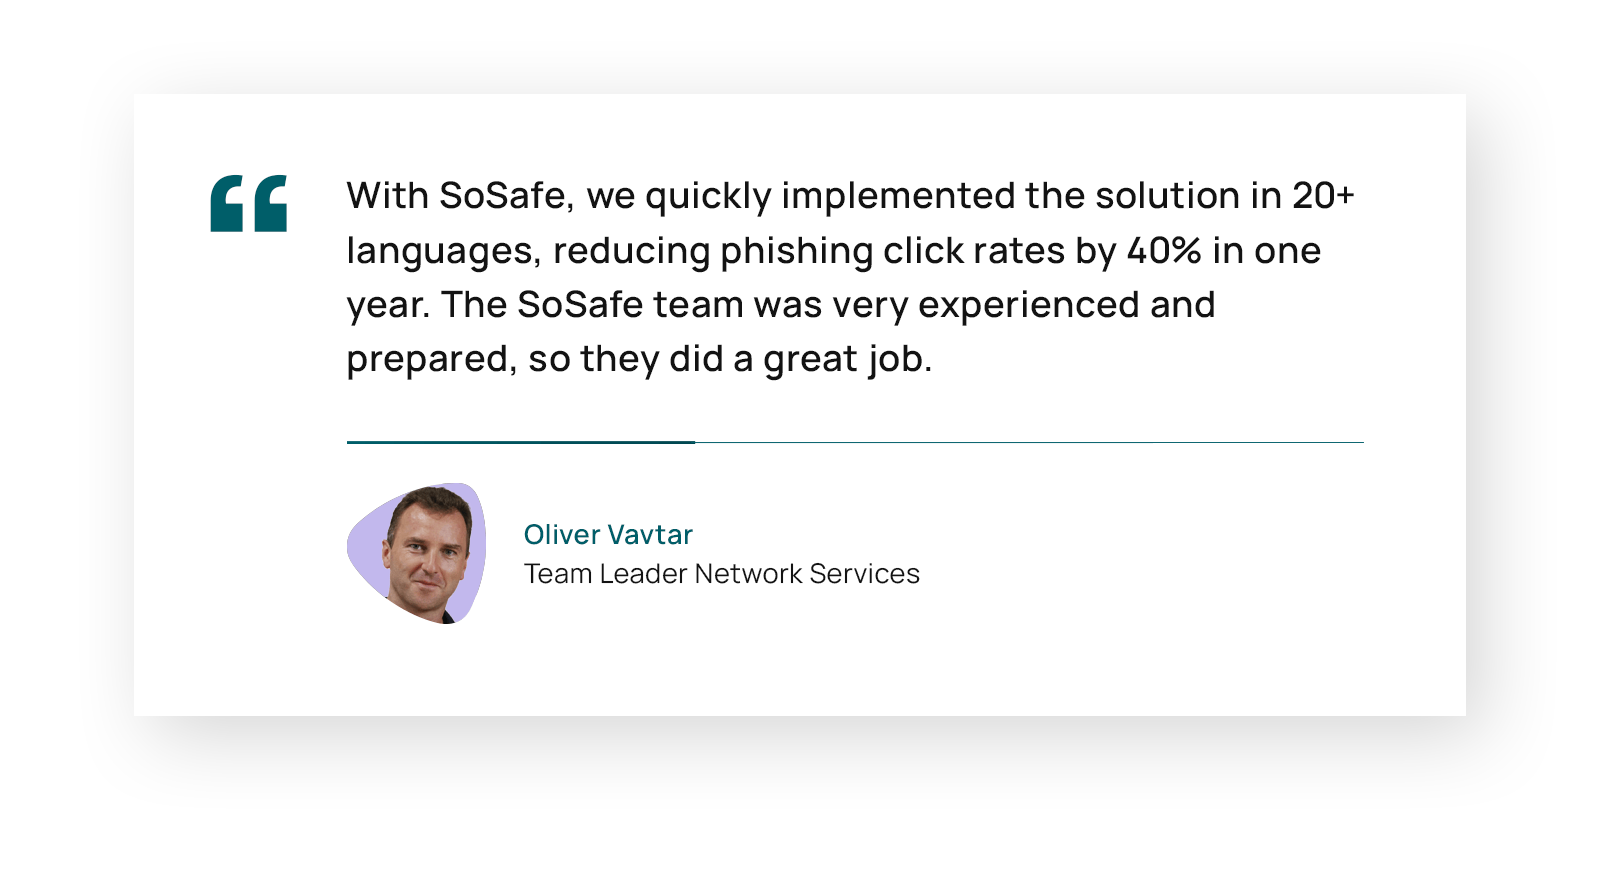 “
With SoSafe, we quickly implemented the solution in 20+
languages, reducing phishing click rates by 40% in one
year. The SoSafe team was very experienced and
prepared, so they did a great job.
Oliver Vavtar
Team Leader Network Services